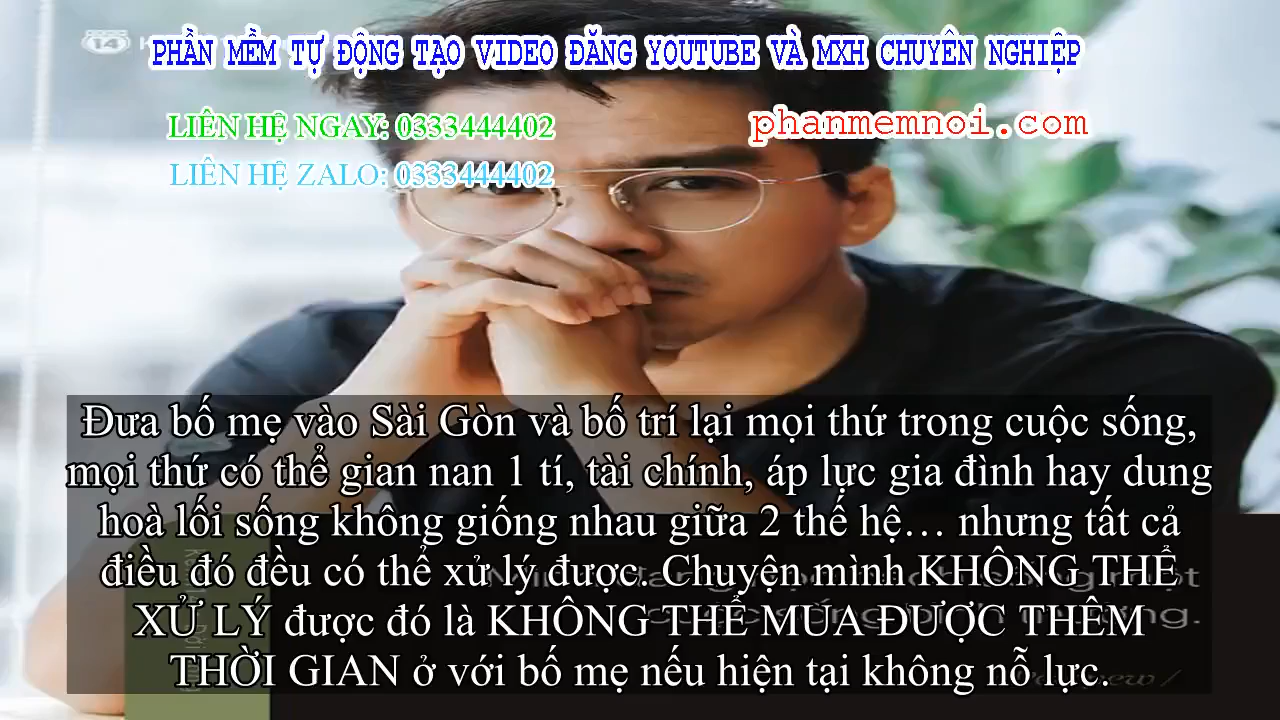 14
PHẦN MỀM TỰ ĐỘNG TẠO VIDEO ĐĂNG YOUTUBE VÀ MXH CHUYÊN NGHIỆP
LIÊN HỆ NGAY: 0333444402
phanmemnoi.com
LIÊN HỆ ZALO: 0333444402
Đưa bố mẹ vào Sài Gòn và bố trí lại mọi thứ trong cuộc sống,
mọi thứ có thể gian nan 1 tí, tài chính, áp lực gia đình hay dung
hoà lối sống không giống nhau giữa 2 thế hệ... nhưng tất cả
điều đó đều có thể xử lý được. Chuyện mình KHÔNG THỂ
XỬ LÝ được đó là KHÔNG THỂ MUA ĐƯỢC THÊM
THỜI GIAN ở với bố mẹ nếu hiện tại không nỗ lực.